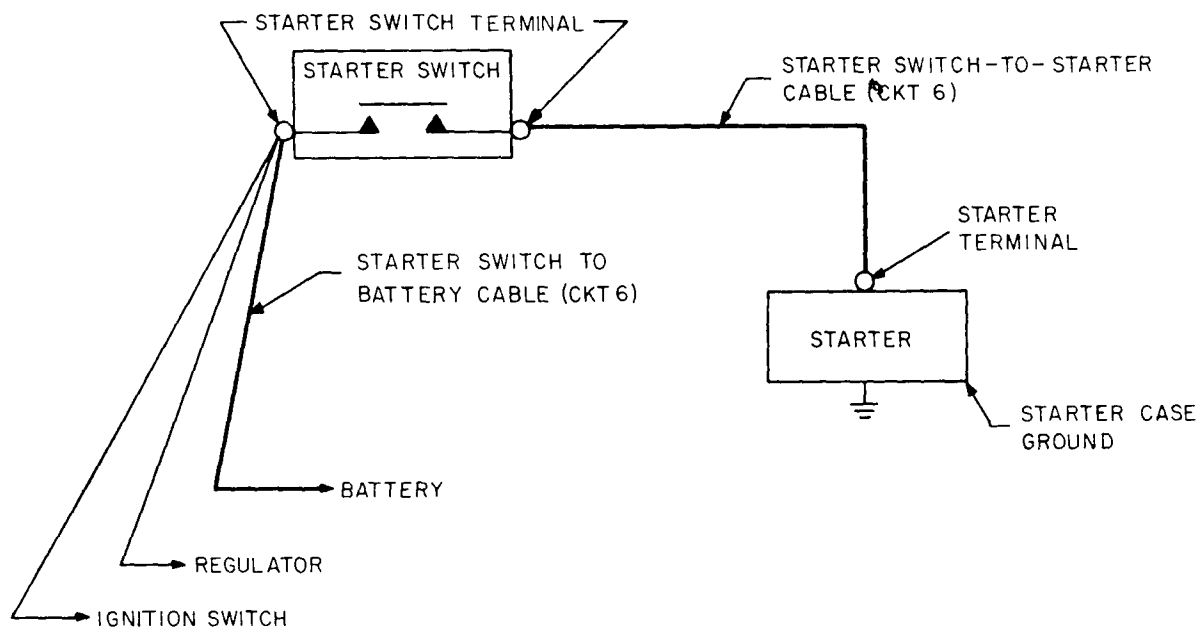 STARTER SWITCH TERMINAL
STARTER SWITCH
STARTER SWITCH-TO-STARTER
CABLE (CKT 6)
STARTER
TERMINAL
STARTER SWITCH TO
BATTERY CABLE (CKT 6)
STARTER
STARTER CASE
GROUND
BATTERY
REGULATOR
IGNITION SWITCH